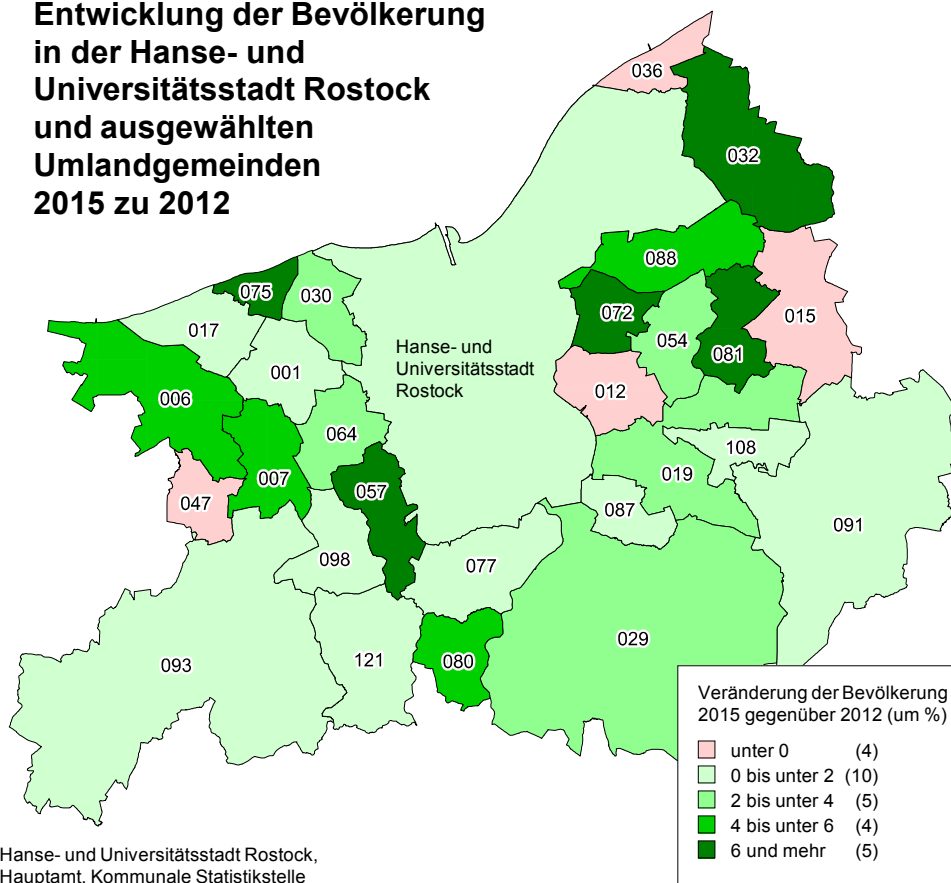 Entwicklung der Bevölkerung
in der Hanse- und
Universitätsstadt Rostock
und ausgewählten
Umlandgemeinden
2015 zu 2012
036
032
088
075
030
072
015
017
054
081
Hanse- und
Universitätsstadt
Rostock
001
012
006
064
108
007
019
057
047
087
091
098
077
029
093
121
080
Veränderung der Bevölkerung
2015 gegenüber 2012 (um %)
unter 0 (4)
0 bis unter 2 (10)
2 bis unter 4 (5)
4 bis unter 6 (4)
6 und mehr (5)
Hanse- und Universitätsstadt Rostock,
Hauptamt, Kommunale Statistikstelle